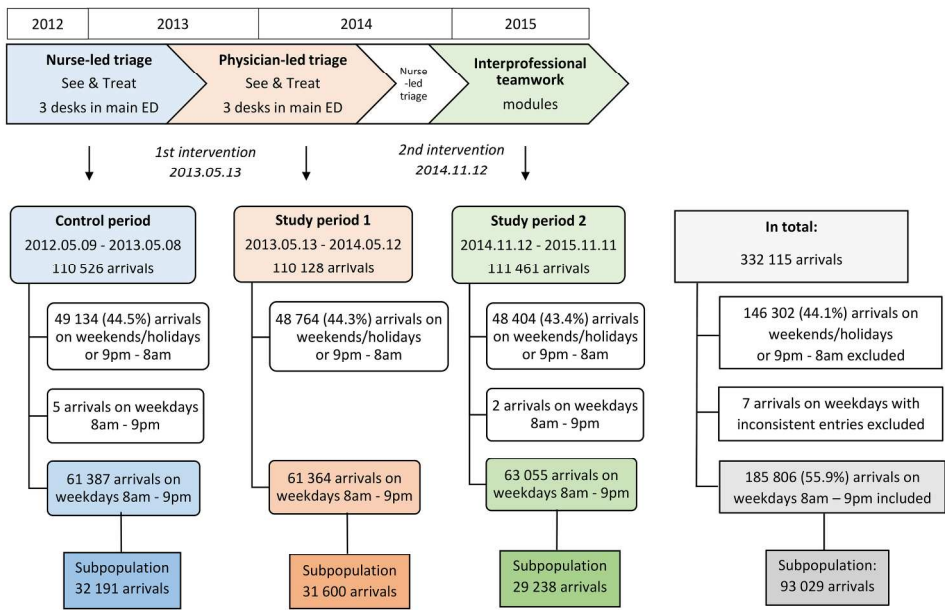 2012
2013
2014
2015
Nurse-led triage
See & Treat
3 desks in main ED
Physician-led triage
See & Treat
3 desks in main ED
Nurse
-led
triage
Interprofessional
teamwork
modules
1st intervention
2013.05.13
2nd intervention
2014.11.12
Control period
2012.05.09 - 2013.05.08
110 526 arrivals
49 134 (44.5%) arrivals
on weekends/holidays
or 9pm - 8am
5 arrivals on weekdays
8am - 9pm
61 387 arrivals on
weekdays 8am - 9pm
Subpopulation
32 191 arrivals
Study period 1
2013.05.13 - 2014.05.12
110 128 arrivals
48 764 (44.3%) arrivals on
weekends/holidays
or 9pm - 8am
61 364 arrivals on
weekdays 8am - 9pm
Subpopulation
31 600 arrivals
Study period 2
2014.11.12 - 2015.11.11
111 461 arrivals
48 404 (43.4%) arrivals
on weekends/holidays
or 9pm - 8am
2 arrivals on weekdays
8am - 9pm
63 055 arrivals on
weekdays 8am - 9pm
Subpopulation
29 238 arrivals
In total:
332 115 arrivals
146 302 (44.1%) arrivals on
weekends/holidays
or 9pm - 8am excluded
7 arrivals on weekdays with
inconsistent entries excluded
185 806 (55.9%) arrivals on
weekdays 8am – 9pm included
Subpopulation:
93 029 arrivals